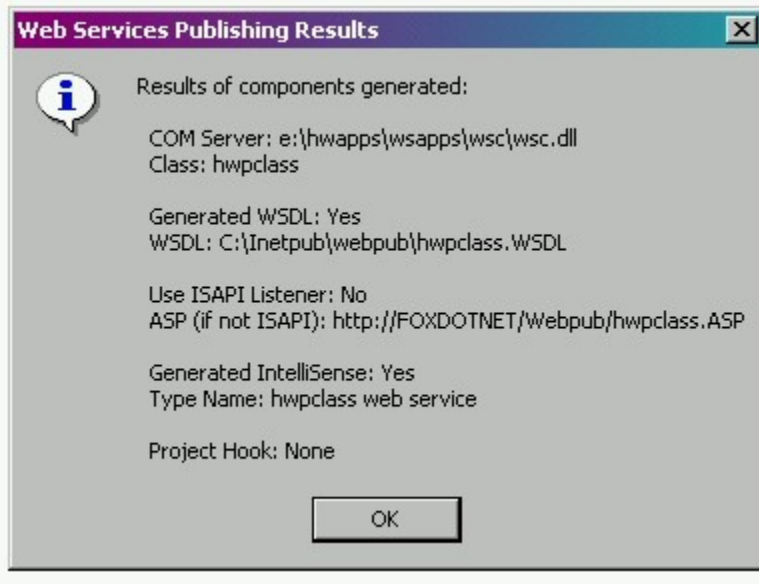 Web Services Publishing Results
Results of components generated:
COM Server: e:\hwapps\wsapps\wsc\wsc.dll
Class: hwpclass
Generated WSDL: Yes
WSDL: C:\Inetpub\webpub\hwpclass.WSDL
Use ISAPI Listener: No
ASP (if not ISAPI): http://FOXDOTNET/Webpub/hwpclass.ASP
Generated IntelliSense: Yes
Type Name: hwpclass web service
Project Hook: None
OK